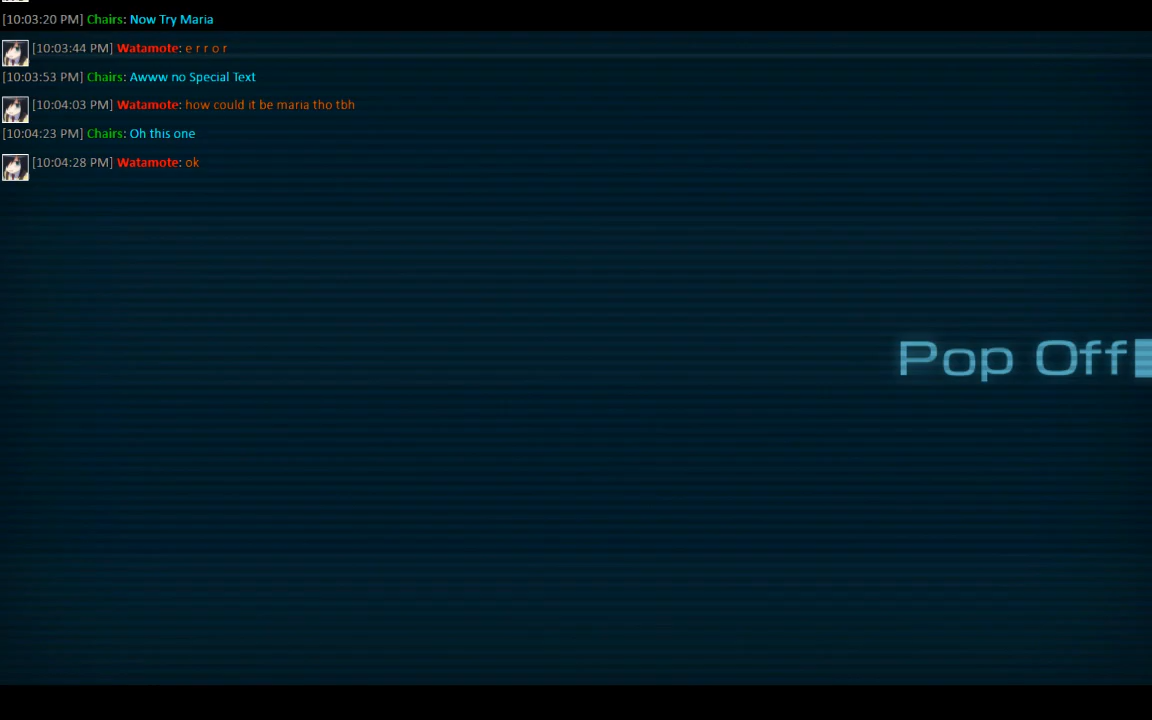 [10:03:20 PM] Chairs: Now Try Maria
[10:03:44 PM] Watamote: e r r o r
[10:03:53 PM] Chairs: Awww no Special Text
[10:04:03 PM] Watamote: how could it be maria tho tbh
[10:04:23 PM] Chairs: Oh this one
[10:04:28 PM] Watamote: ok
Pop Off